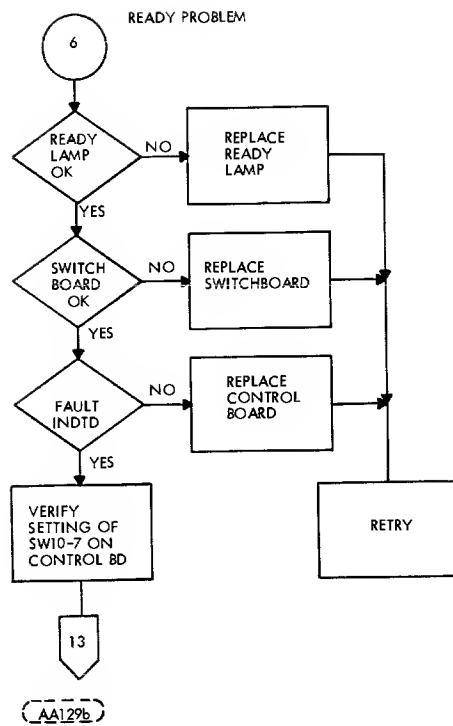 READY PROBLEM
6
READY
LAMP
OK
NO
REPLACE
READY
LAMP
YES
SWITCH
BOARD
OK
NO
REPLACE
SWITCHBOARD
YES
FAULT
INDTD
NO
REPLACE
CONTROL
BOARD
YES
VERIFY
SETTING OF
SW10-7 ON
CONTROL BD
RETRY
13
AA129b